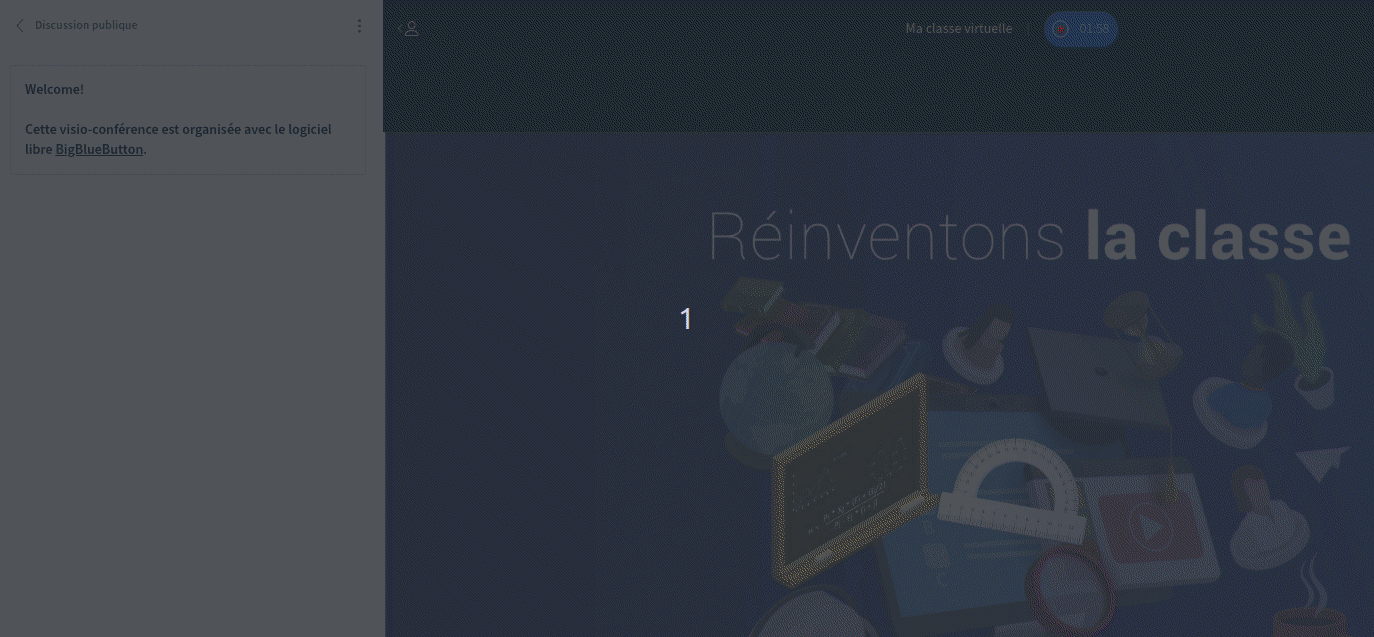 Discussion publique
Welcome!
Cette visio-conférence est organisée avec le logiciel
libre BigBlueButton.
Ma classe virtuelle
01:58
Réinventons la classe
1